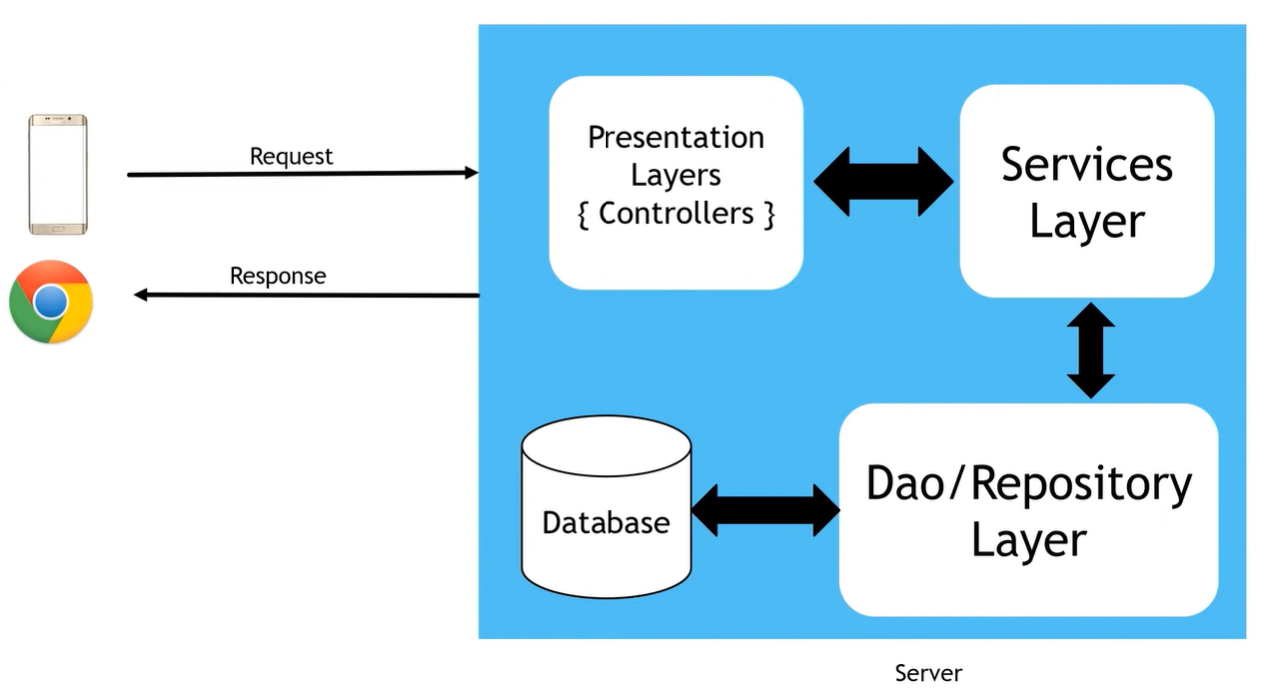 Request
Response
Presentation
Layers
{ Controllers }
Services
Layer
Dao/Repository
Layer
Database
Server